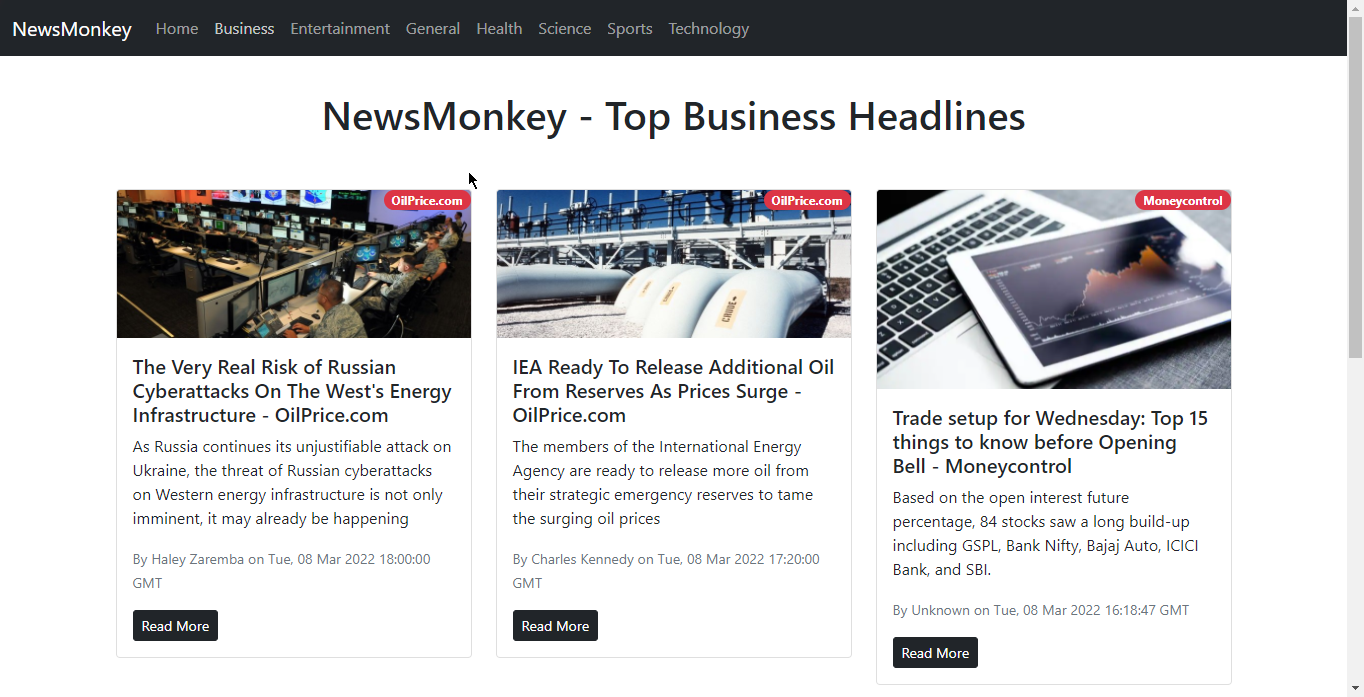 NewsMonkey Home Business Entertainment General Health Science Sports Technology
NewsMonkey - Top Business Headlines
OilPrice.com
The Very Real Risk of Russian
Cyberattacks On The West's Energy
Infrastructure - OilPrice.com
As Russia continues its unjustifiable attack on
Ukraine, the threat of Russian cyberattacks
on Western energy infrastructure is not only
imminent, it may already be happening
By Haley Zaremba on Tue, 08 Mar 2022 18:00:00
GMT
Read More
OilPrice.com
CRUDE
IEA Ready To Release Additional Oil
From Reserves As Prices Surge -
OilPrice.com
The members of the International Energy
Agency are ready to release more oil from
their strategic emergency reserves to tame
the surging oil prices
By Charles Kennedy on Tue, 08 Mar 2022 17:20:00
GMT
Read More
Moneycontrol
Trade setup for Wednesday: Top 15
things to know before Opening
Bell - Moneycontrol
Based on the open interest future
percentage, 84 stocks saw a long build-up
including GSPL, Bank Nifty, Bajaj Auto, ICICI
Bank, and SBI.
By Unknown on Tue, 08 Mar 2022 16:18:47 GMT
Read More